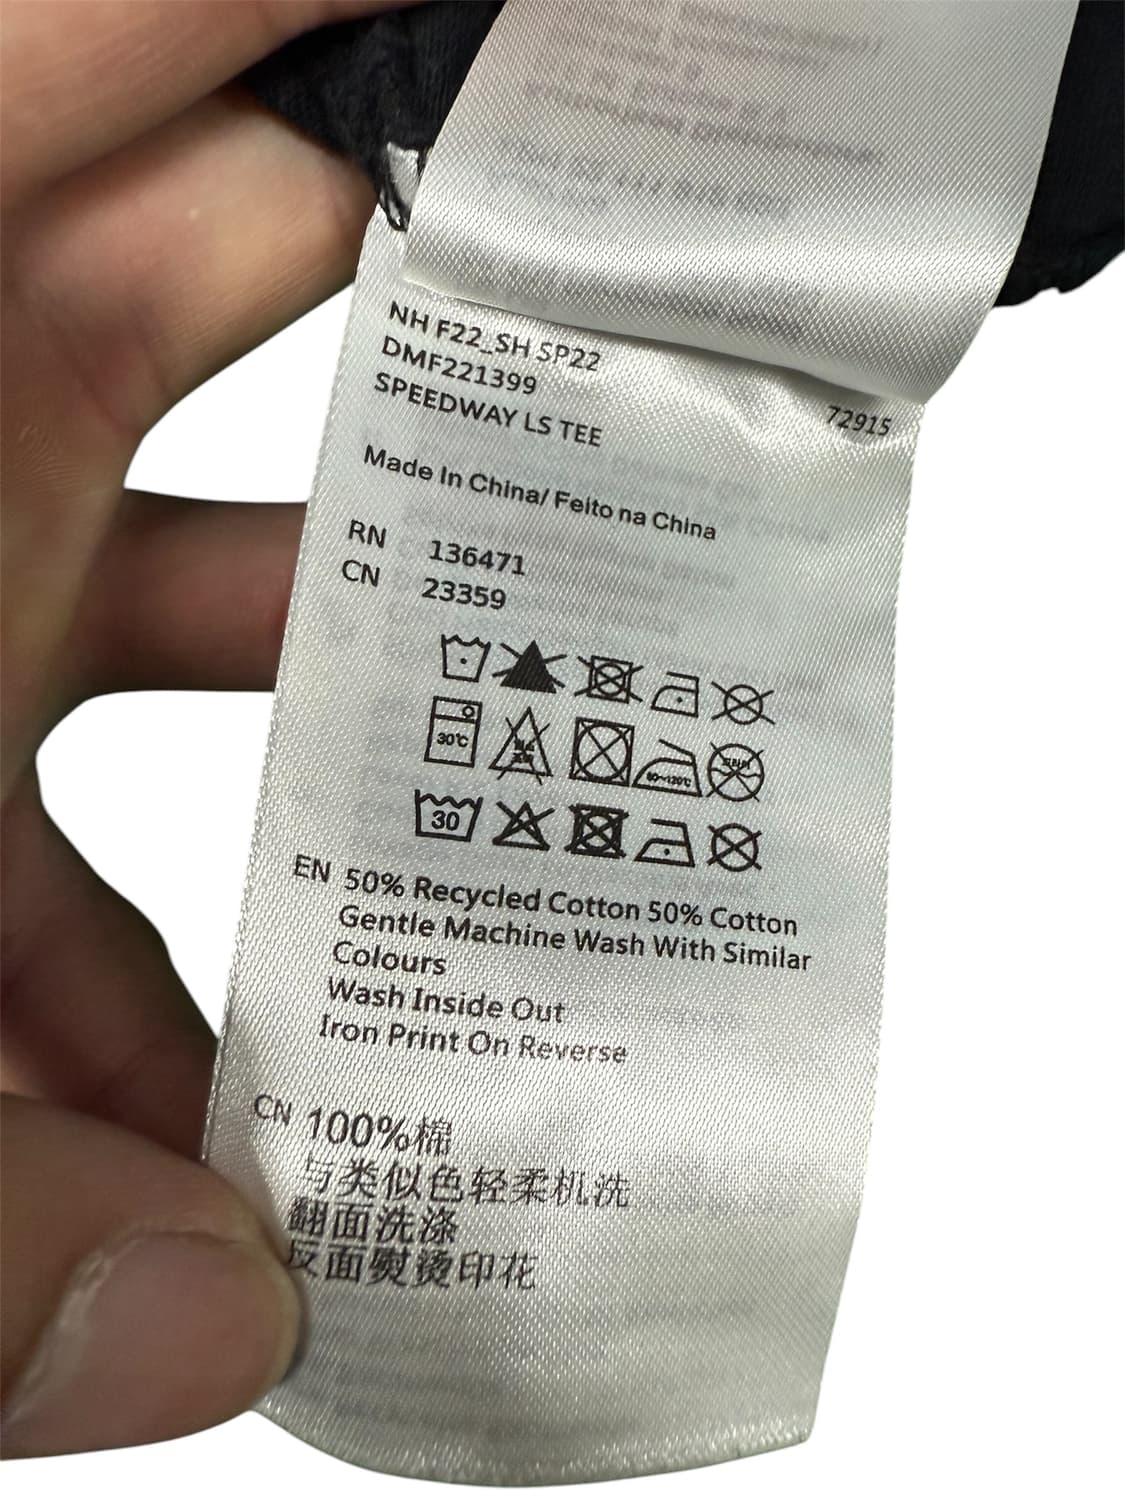 NH F22_SH SP22
DMF221399
SPEEDWAY LS TEE
72915
Made In China/ Feito na China
RN 136471
CN 23359
30℃
80~120℃
30
EN 50% Recycled Cotton 50% Cotton
Gentle Machine Wash With Similar
Colours
Wash Inside Out
Iron Print On Reverse
CN 100%棉
与类似色轻柔机洗
翻面洗涤
反面熨烫印花